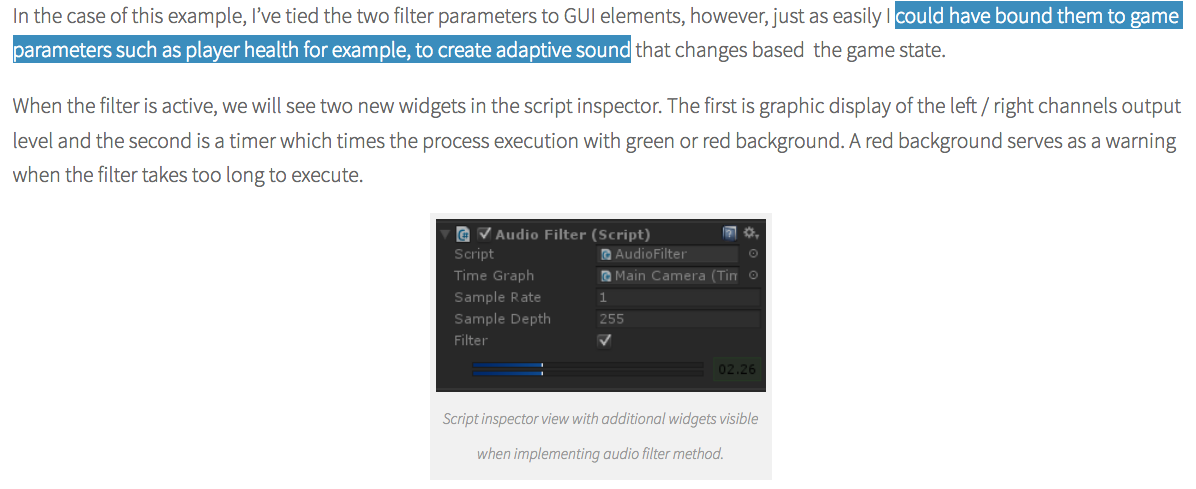 In the case of this example, I've tied the two filter parameters to GUI elements, however, just as easily I could have bound them to game
parameters such as player health for example, to create adaptive sound that changes based  the game state.
When the filter is active, we will see two new widgets in the script inspector. The first is graphic display of the left / right channels output
level and the second is a timer which times the process execution with green or red background. A red background serves as a warning
when the filter takes too long to execute.
Audio Filter (Script)
Script AudioFilter
Time Graph Main Camera (Tim
Sample Rate 1
Sample Depth 255
Filter
02.26
Script inspector view with additional widgets visible
when implementing audio filter method.